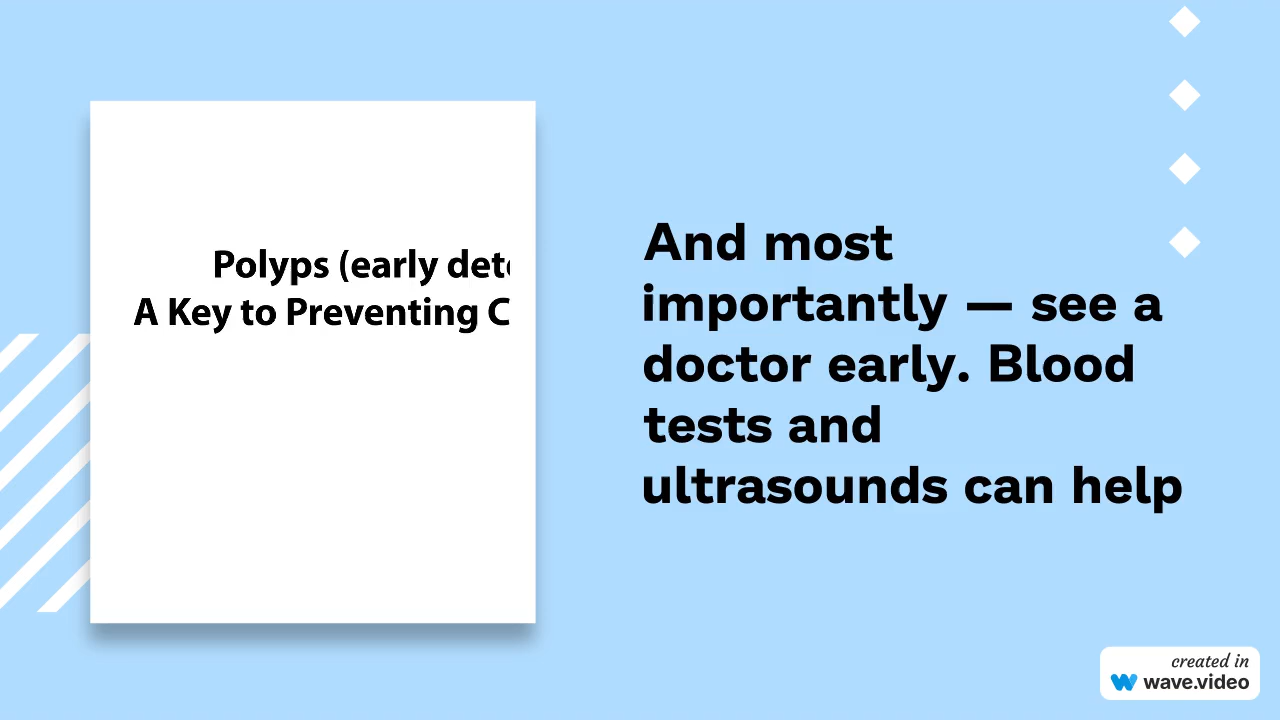 Polyps (early dete
A Key to Preventing C
And most
importantly — see a
doctor early. Blood
tests and
ultrasounds can help
created in
wave.video